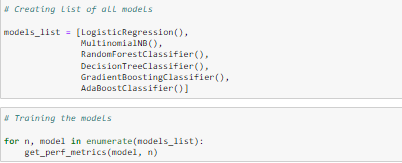 # Creating List of all models
models_list = [LogisticRegression(),
MultinomialNB(),
RandomForestClassifier(),
DecisionTreeClassifier(),
GradientBoostingClassifier(),
AdaBoostClassifier()]
# Training the models
for n, model in enumerate(models_list):
get_perf_metrics(model, n)